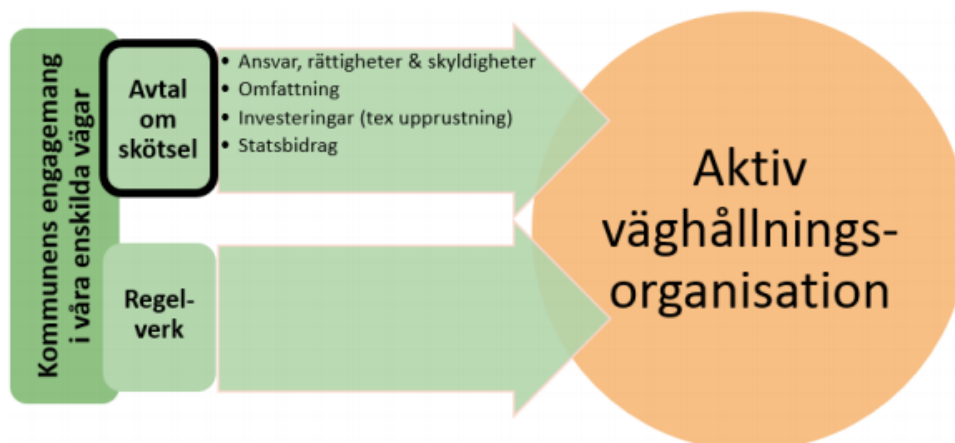 Kommunens engagemang
i våra enskilda vägar
Avtal
om
skötsel
• Ansvar, rättigheter & skyldigheter
• Omfattning
• Investeringar (tex upprustning)
• Statsbidrag
Regel-
verk
Aktiv
väghållnings-
organisation